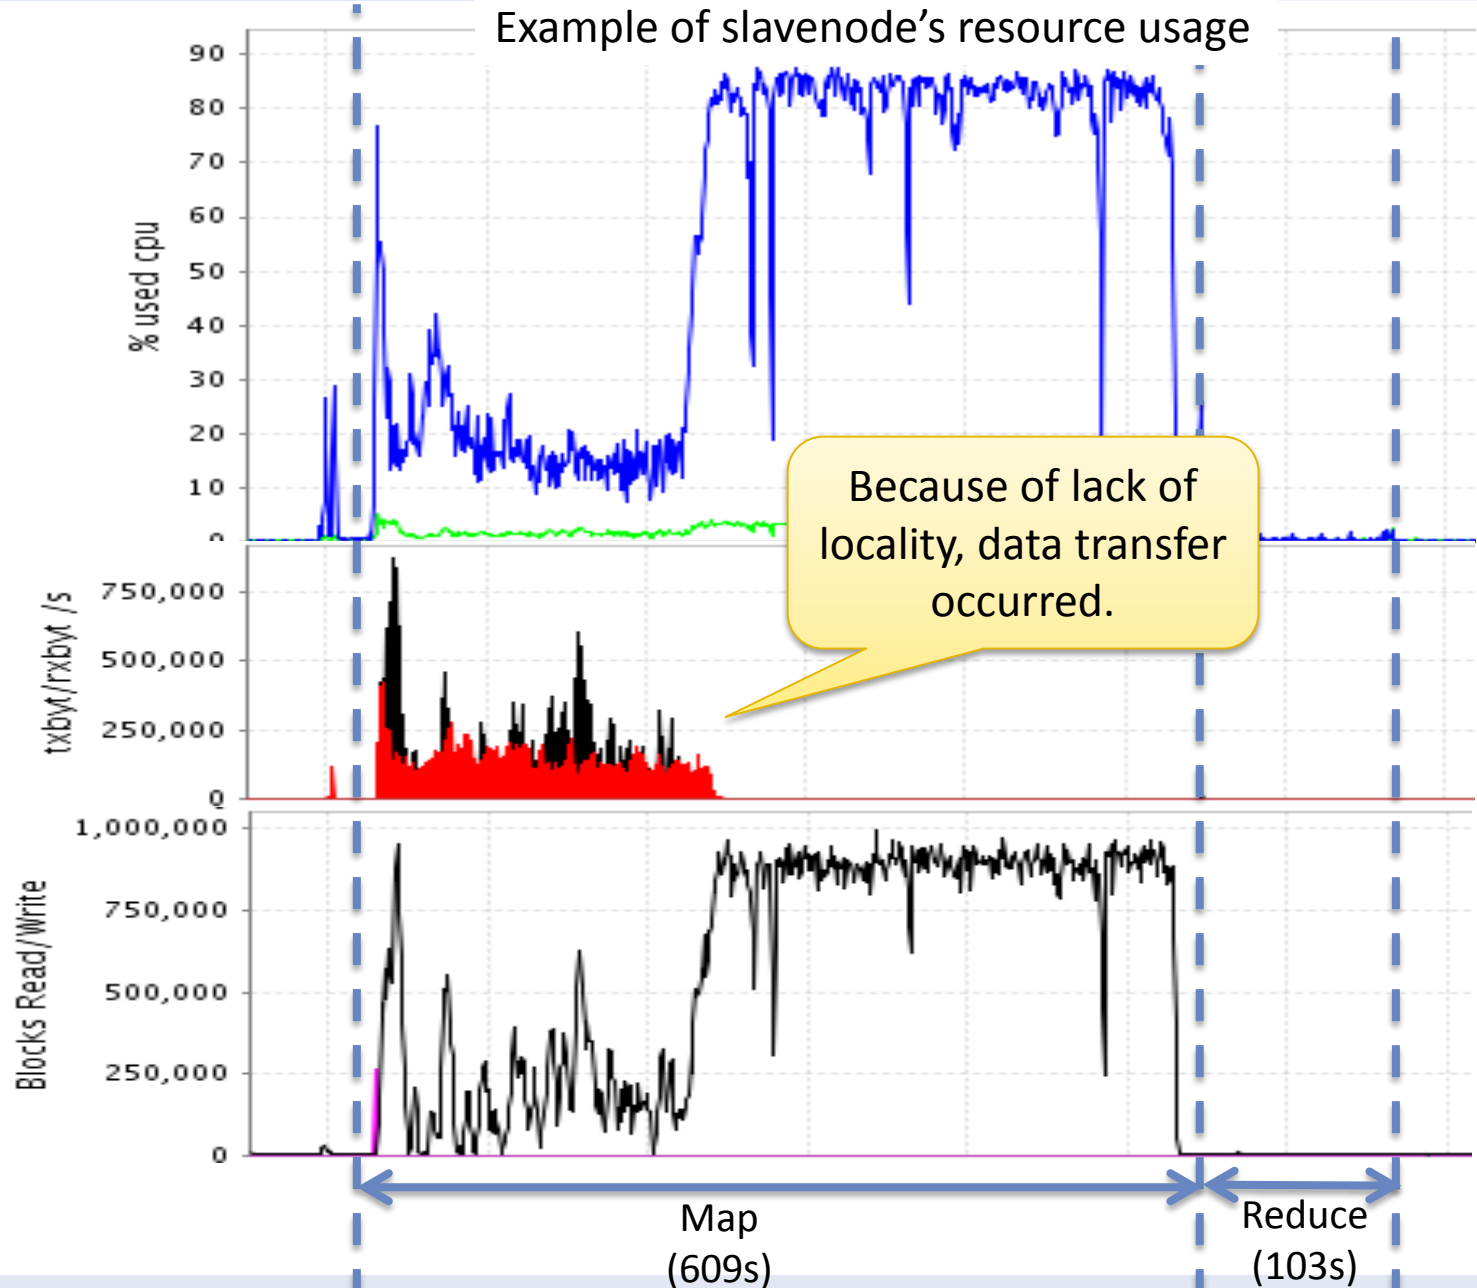 Example of slavenode's resource usage
90
80
70
60
50
40
30
20
10
0
% used cpu
Because of lack of
locality, data transfer
occurred.
750,000
500,000
250,000
0
txbyt/rxbyt /s
1,000,000
750,000
500,000
250,000
0
Blocks Read/Write
Map
(609s)
Reduce
(103s)